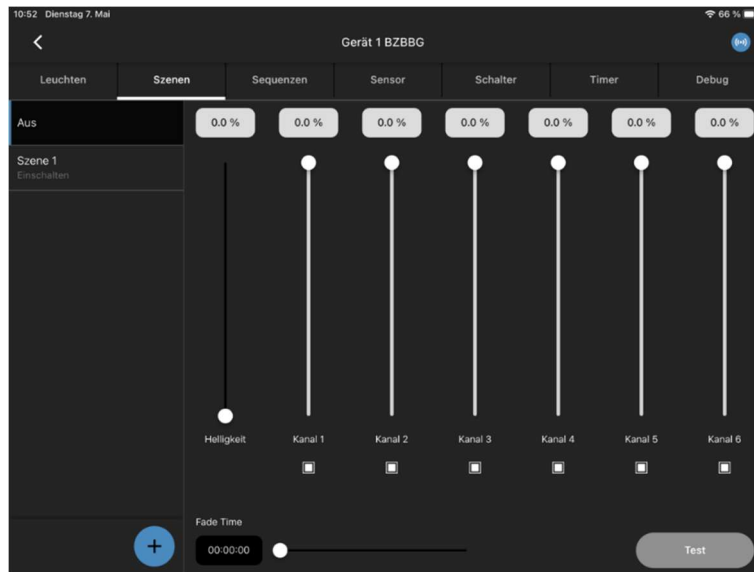 10:52 Dienstag 7. Mai 66 %
Gerät 1 BZBBG
Leuchten Szenen Sequenzen Sensor Schalter Timer Debug
Aus
0.0 % 0.0 % 0.0 % 0.0 % 0.0 % 0.0 % 0.0 %
Szene 1
Einschalten
Helligkeit Kanal 1 Kanal 2 Kanal 3 Kanal 4 Kanal 5 Kanal 6
Fade Time
+ 00:00:00 Test